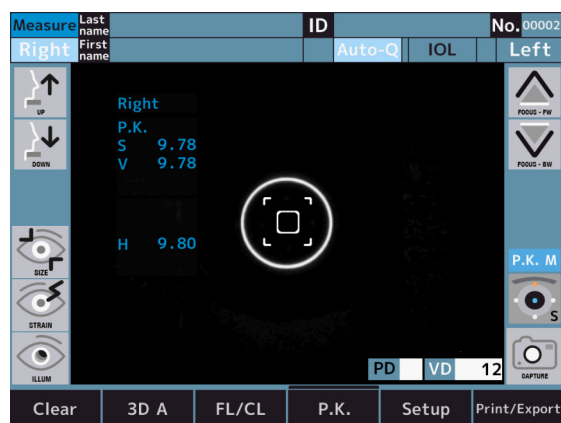 Measure Last name ID No. 00002
Right First name Auto-Q IOL Left
UP
DOWN
SIZE
STRAIN
ILLUM
Right
P.K.
S 9.78
V 9.78
H 9.80
FOCUS - FW
FOCUS - BW
P.K. M
S
CAPTURE
PD VD 12
Clear 3D A FL/CL P.K. Setup Print/Export